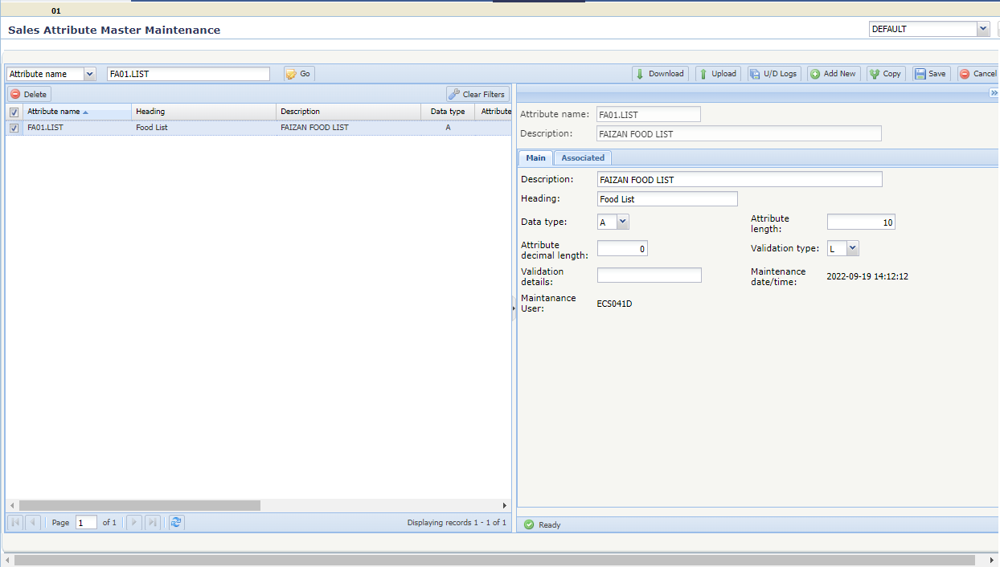 01
Sales Attribute Master Maintenance
DEFAULT
Attribute name FA01.LIST Go Download Upload U/D Logs Add New Copy Save Cancel
Delete Clear Filters
Attribute name Heading Description Data type Attribute
FA01.LIST Food List FAIZAN FOOD LIST A
Page 1 of 1 Displaying records 1 - 1 of 1
Attribute name: FA01.LIST
Description: FAIZAN FOOD LIST
Main Associated
Description: FAIZAN FOOD LIST
Heading: Food List
Data type: A
Attribute length: 10
Attribute decimal length: 0
Validation type: L
Validation details:
Maintenance date/time: 2022-09-19 14:12:12
Maintanance User: ECS041D
Ready